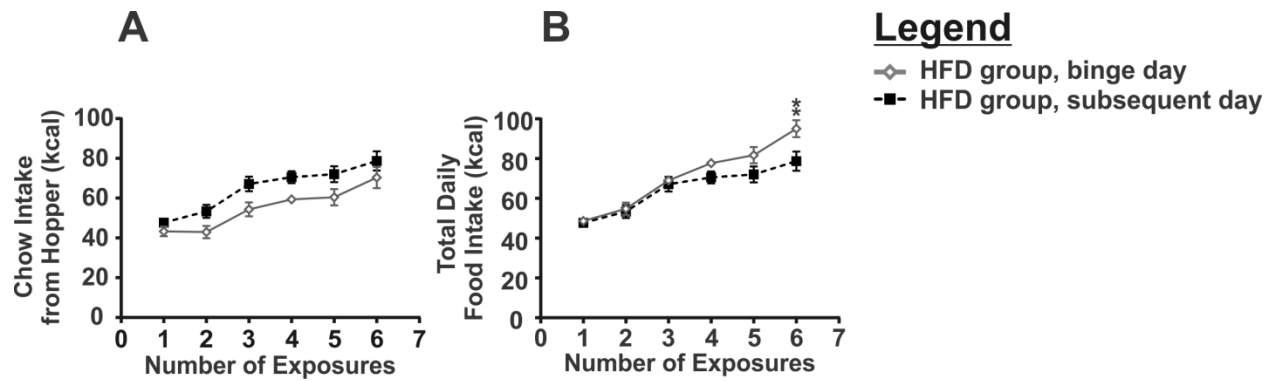 A
B
Legend
HFD group, binge day
HFD group, subsequent day
Chow Intake
from Hopper (kcal)
100
80
60
40
20
0
0 1 2 3 4 5 6 7
Number of Exposures
Total Daily
Food Intake (kcal)
100
80
60
40
20
0
**
0 1 2 3 4 5 6 7
Number of Exposures